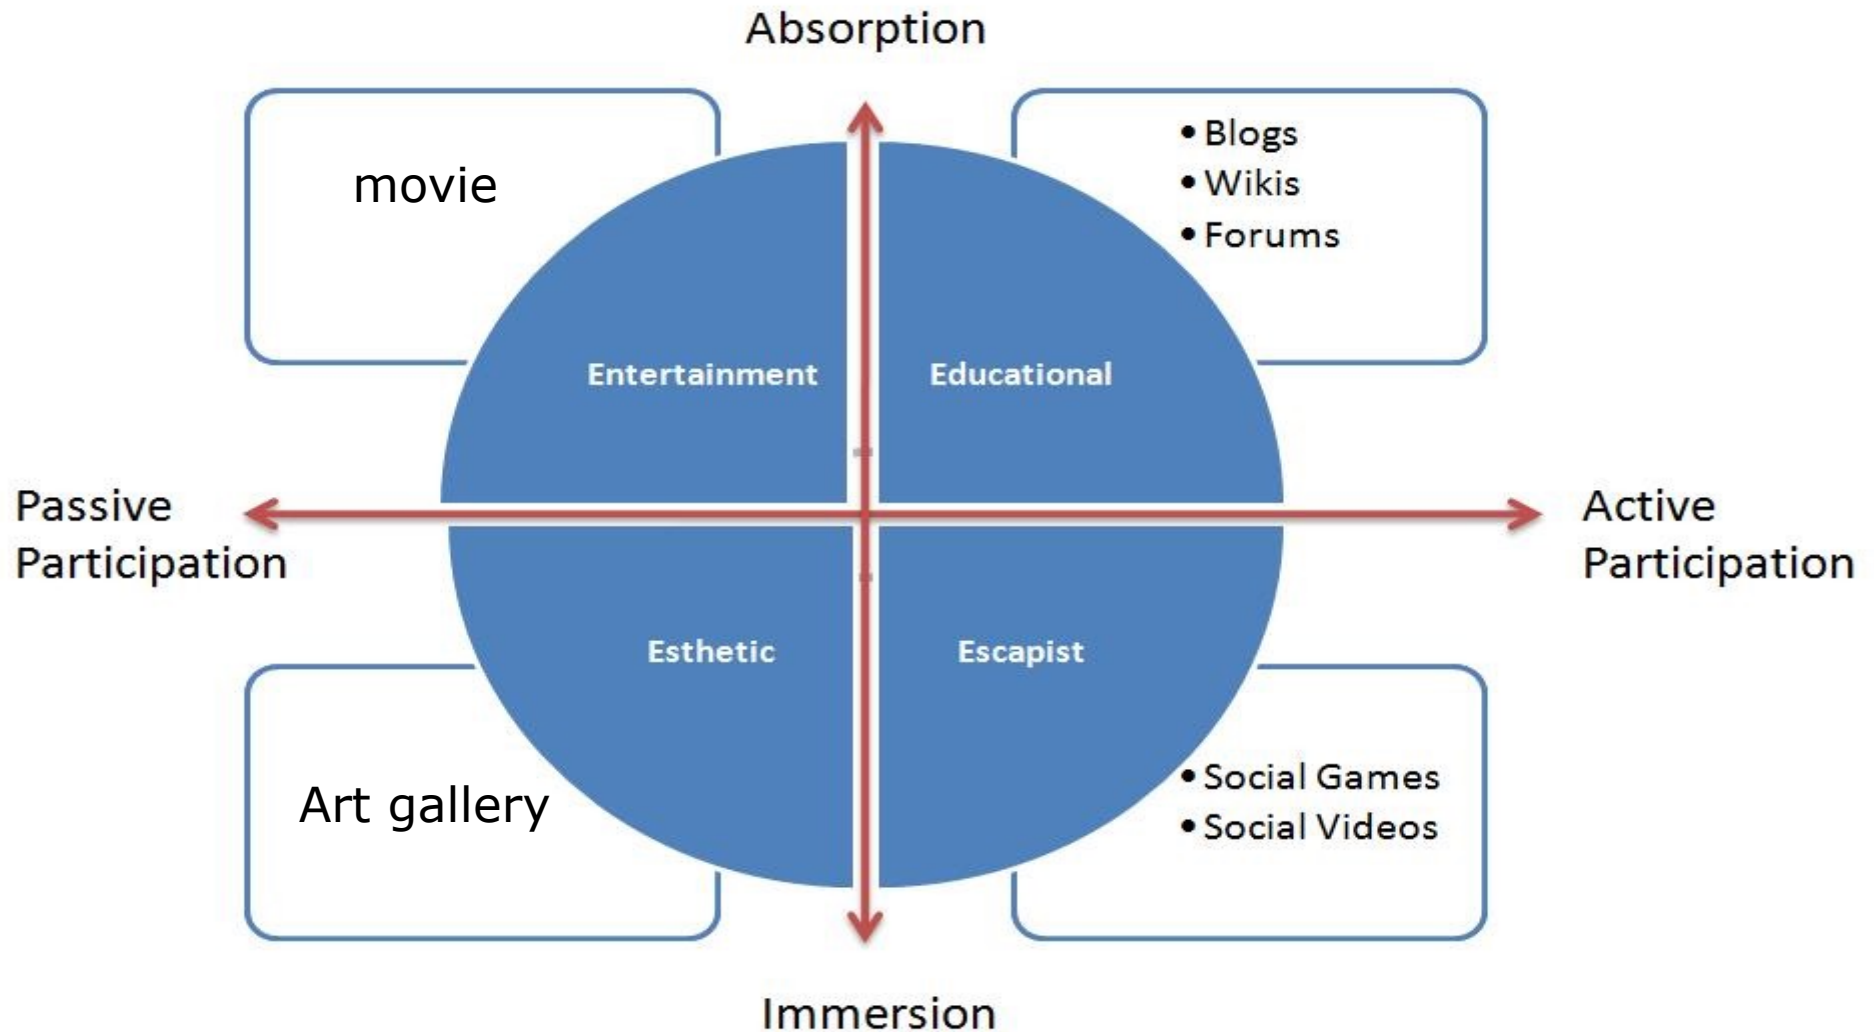 Absorption
movie
• Blogs
• Wikis
• Forums
Entertainment
Educational
Passive
Participation
Active
Participation
Esthetic
Escapist
Art gallery
• Social Games
• Social Videos
Immersion